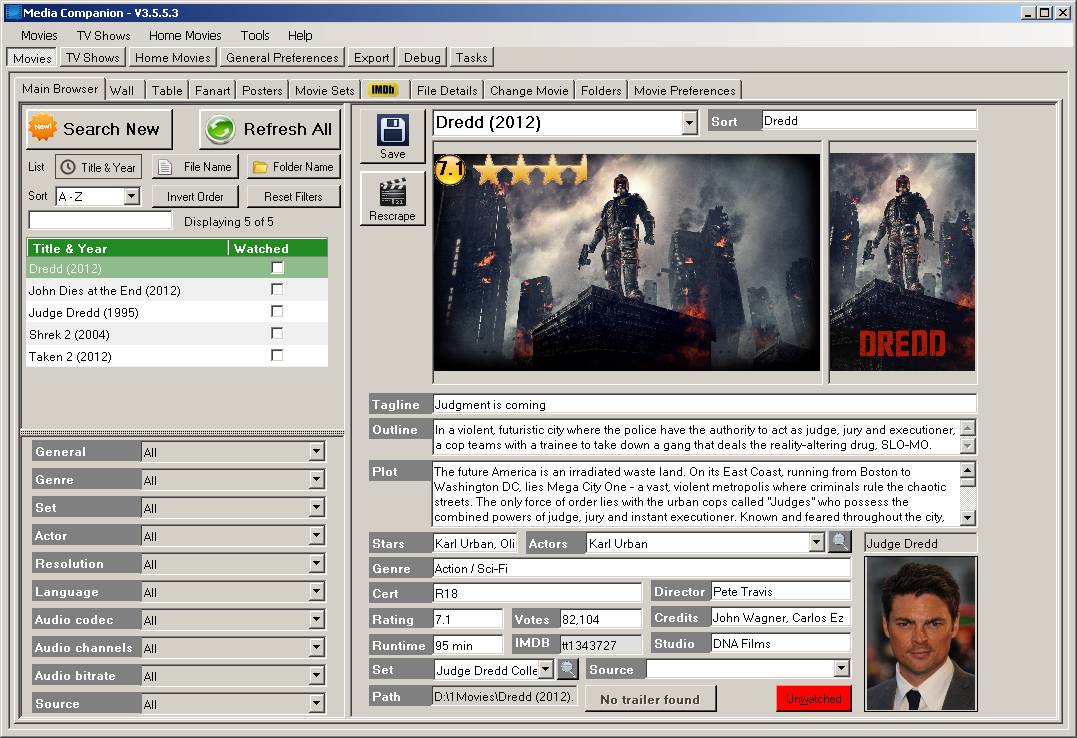 Media Companion - V3.5.5.3
Movies TV Shows Home Movies Tools Help
Movies TV Shows Home Movies General Preferences Export Debug Tasks
Main Browser Wall Table Fanart Posters Movie Sets IMDb File Details Change Movie Folders Movie Preferences
New! Search New Refresh All
List Title & Year File Name Folder Name
Sort A - Z Invert Order Reset Filters
Displaying 5 of 5
Title & Year Watched
Dredd (2012)
John Dies at the End (2012)
Judge Dredd (1995)
Shrek 2 (2004)
Taken 2 (2012)
General All
Genre All
Set All
Actor All
Resolution All
Language All
Audio codec All
Audio channels All
Audio bitrate All
Source All
Save
Rescrape
Dredd (2012)
Sort Dredd
7.1
DREDD
Tagline Judgment is coming
Outline In a violent, futuristic city where the police have the authority to act as judge, jury and executioner,
a cop teams with a trainee to take down a gang that deals the reality-altering drug, SLO-MO.
Plot The future America is an irradiated waste land. On its East Coast, running from Boston to
Washington DC, lies Mega City One - a vast, violent metropolis where criminals rule the chaotic
streets. The only force of order lies with the urban cops called "Judges" who possess the
combined powers of judge, jury and instant executioner. Known and feared throughout the city,
Stars Karl Urban, Oli Actors Karl Urban
Judge Dredd
Genre Action / Sci-Fi
Cert R18 Director Pete Travis
Rating 7.1 Votes 82,104 Credits John Wagner, Carlos Ez
Runtime 95 min IMDB tt1343727 Studio DNA Films
Set Judge Dredd Colle Source
Path D:\1Movies\Dredd (2012). No trailer found Unwatched